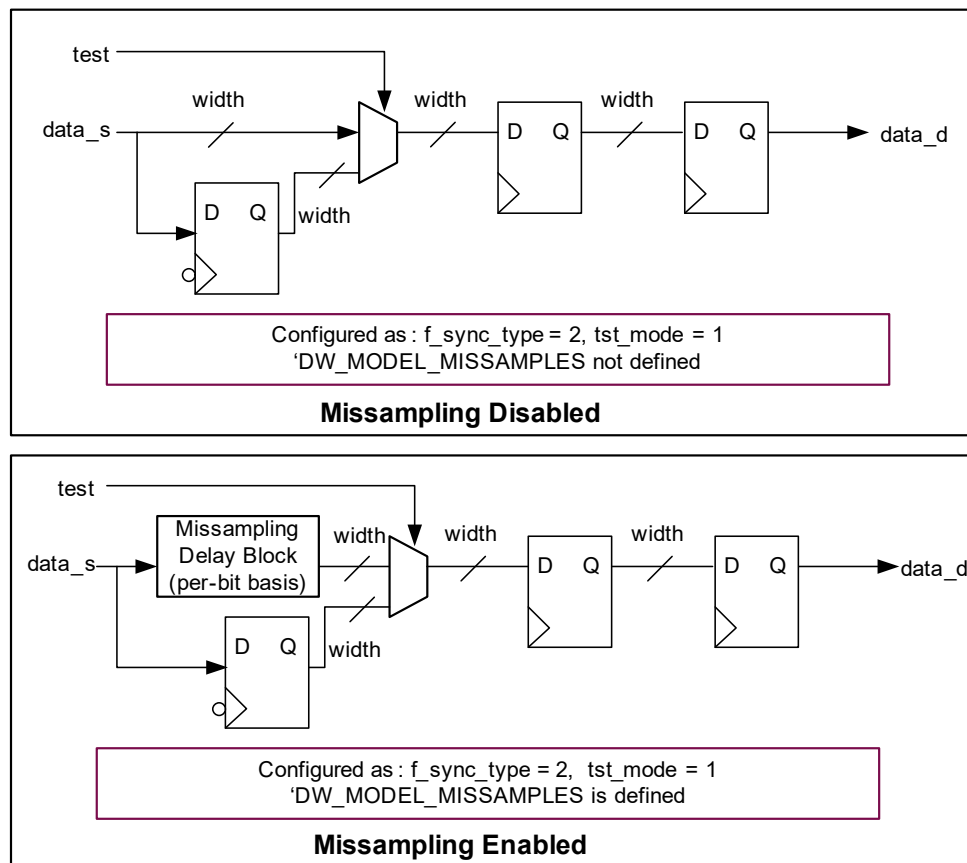 test
width
width
width
data_s
D Q
D Q
data_d
D Q
width
Configured as : f_sync_type = 2, tst_mode = 1
‘DW_MODEL_MISSAMPLES not defined
Missampling Disabled
test
Missampling
Delay Block
(per-bit basis)
width
width
width
data_s
D Q
D Q
data_d
D Q
width
Configured as : f_sync_type = 2, tst_mode = 1
‘DW_MODEL_MISSAMPLES is defined
Missampling Enabled